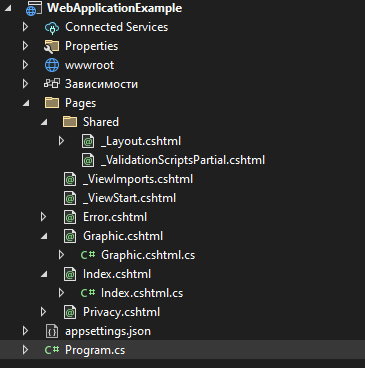 WebApplicationExample
Connected Services
Properties
wwwroot
Зависимости
Pages
Shared
_Layout.cshtml
_ValidationScriptsPartial.cshtml
_ViewImports.cshtml
_ViewStart.cshtml
Error.cshtml
Graphic.cshtml
C# Graphic.cshtml.cs
Index.cshtml
C# Index.cshtml.cs
Privacy.cshtml
appsettings.json
C# Program.cs